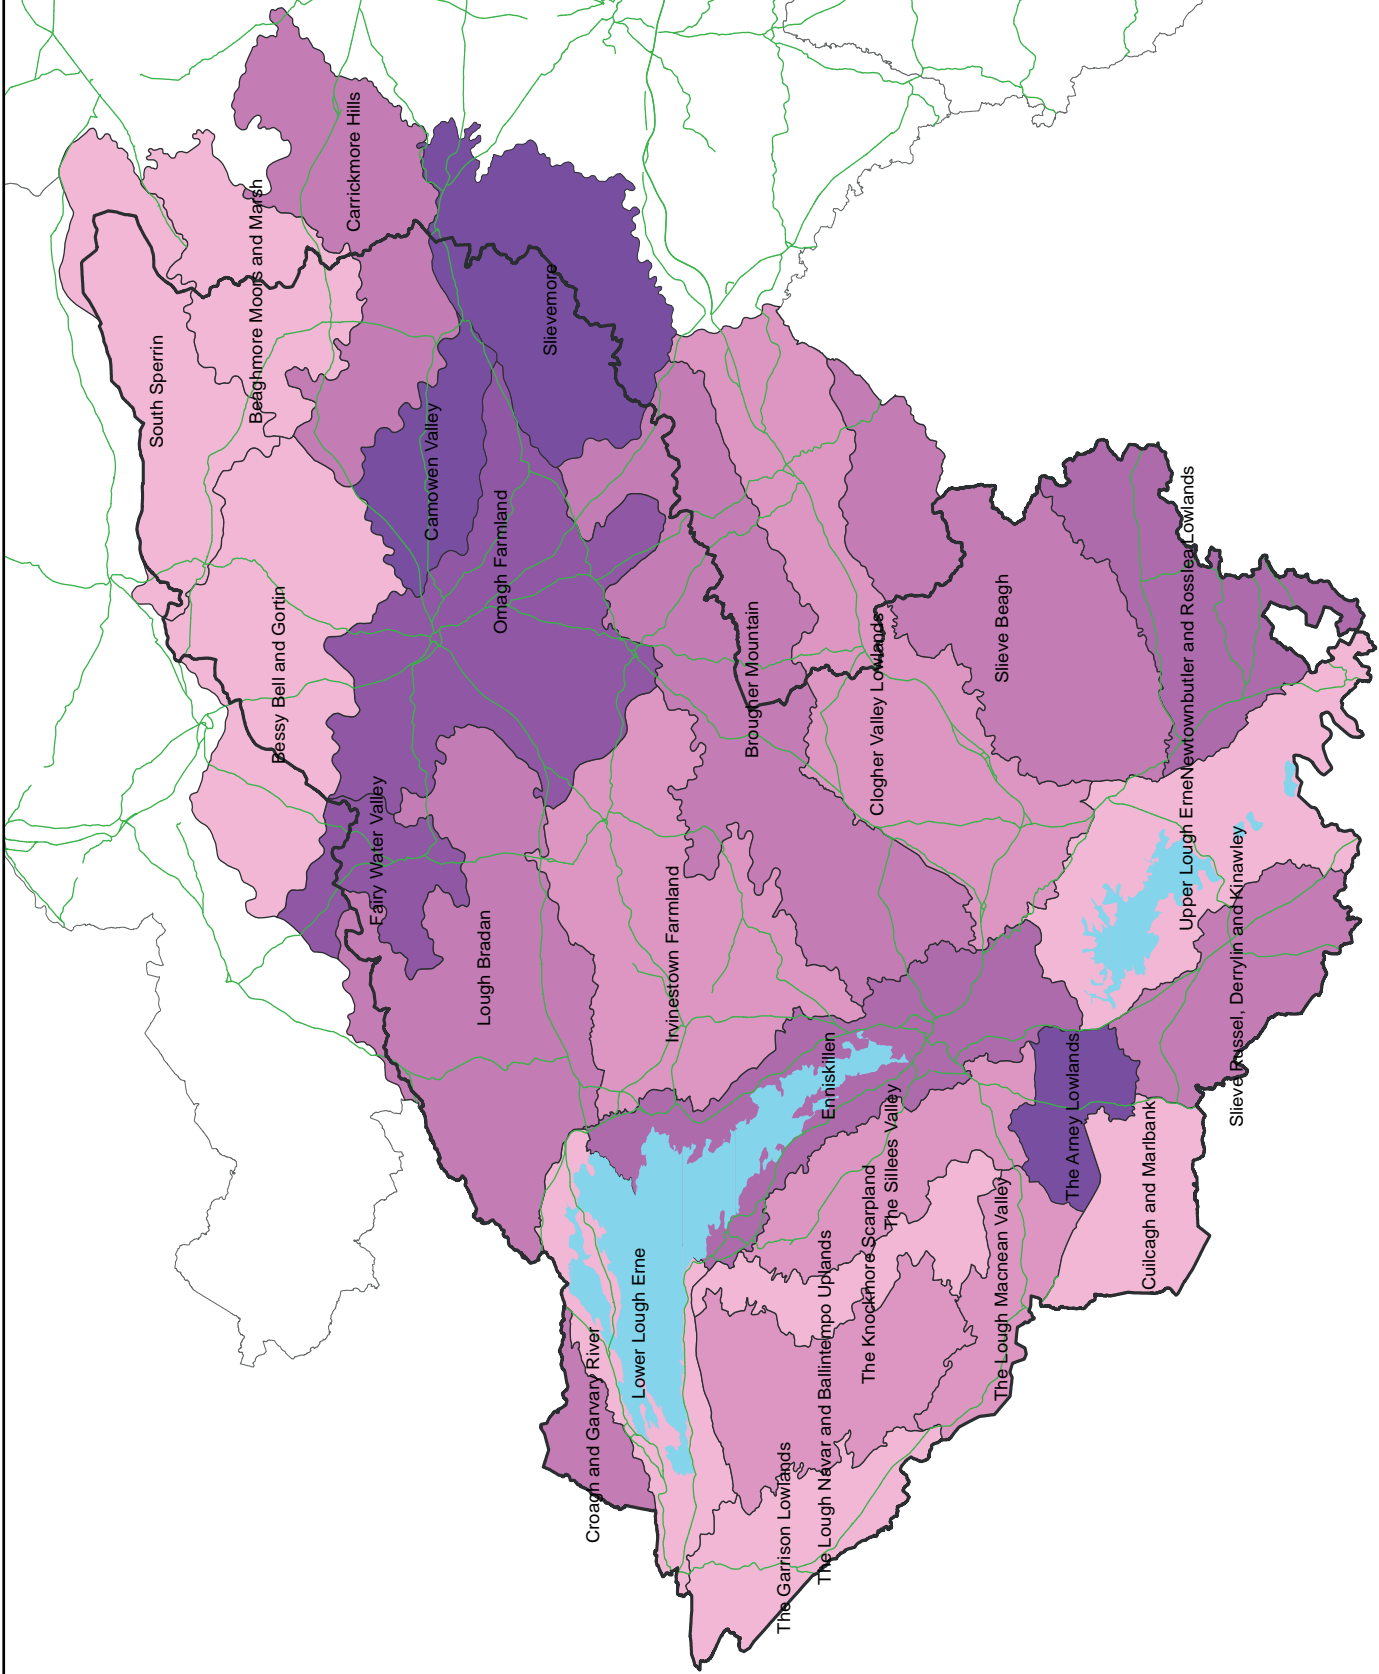 Carrickmore Hills
Beaghmore Moors and Marsh
South Sperrin
Slievemore
Camowen Valley
Omagh Farmland
Bessy Bell and Gortin
Fairy Water Valley
Brougher Mountain
Clogher Valley Lowlands
Slieve Beagh
Newtownbutler and Rosslea Lowlands
Upper Lough Erne
Lough Bradan
Irvinestown Farmland
Enniskillen
Slieve Russel, Derrylin and Kinawley
The Arney Lowlands
The Sillees Valley
Cuilcagh and Marlbank
The Knockmore Scarpland
The Lough Macnean Valley
Lower Lough Erne
Croagh and Garvary River
The Lough Navar and Ballintempo Uplands
The Garrison Lowlands